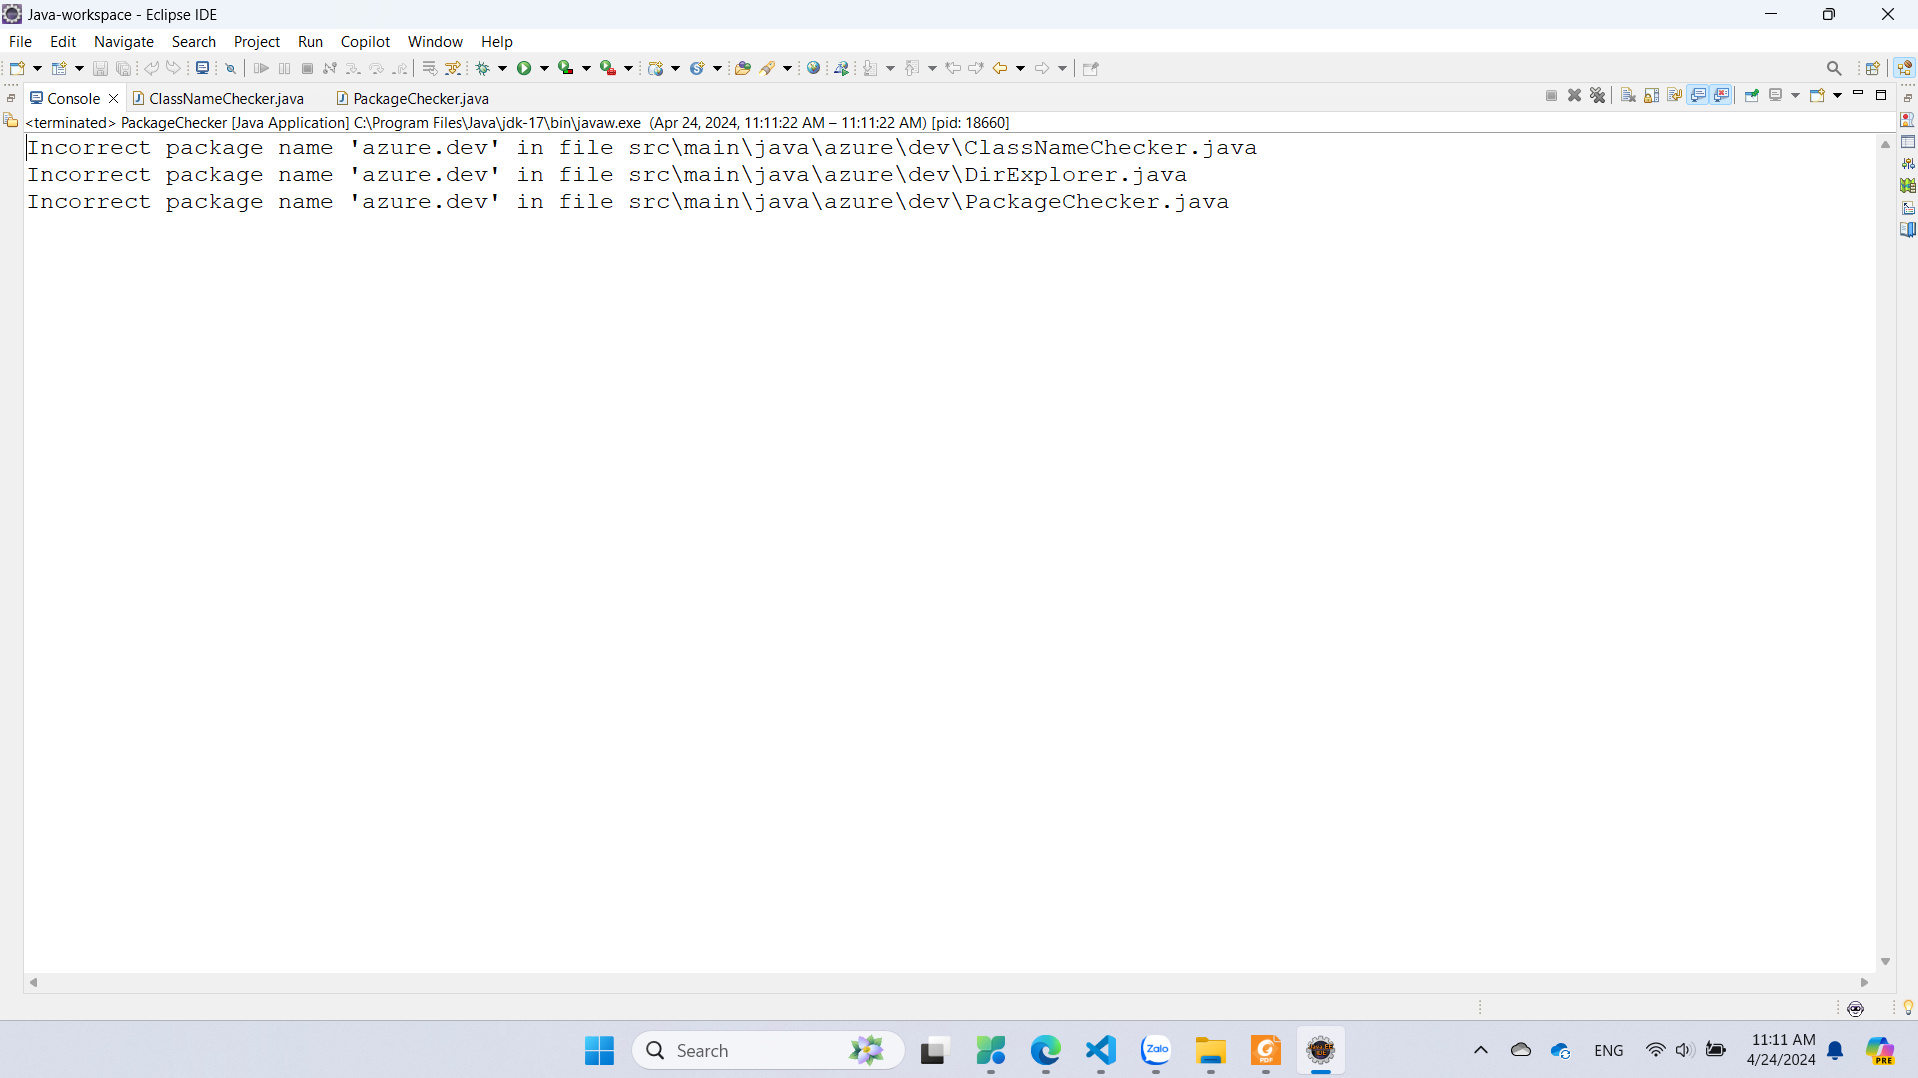 Java-workspace - Eclipse IDE
File Edit Navigate Search Project Run Copilot Window Help
Console ClassNameChecker.java PackageChecker.java
<terminated> PackageChecker [Java Application] C:\Program Files\Java\jdk-17\bin\javaw.exe (Apr 24, 2024, 11:11:22 AM – 11:11:22 AM) [pid: 18660]
Incorrect package name 'azure.dev' in file src\main\java\azure\dev\ClassNameChecker.java
Incorrect package name 'azure.dev' in file src\main\java\azure\dev\DirExplorer.java
Incorrect package name 'azure.dev' in file src\main\java\azure\dev\PackageChecker.java
Search
Zalo
PDF
IDE
ENG
11:11 AM
4/24/2024
PRE